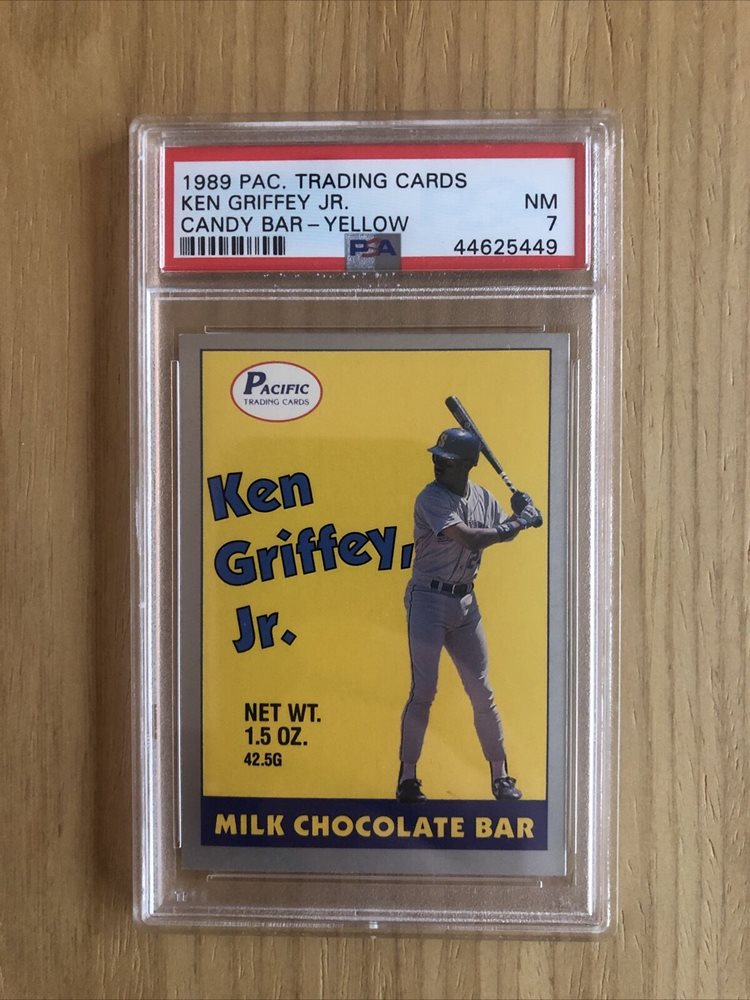 1989 PAC. TRADING CARDS
KEN GRIFFEY JR. NM
CANDY BAR – YELLOW 7
PSA 44625449
PACIFIC
TRADING CARDS
Ken
Griffey,
Jr.
NET WT.
1.5 OZ.
42.5G
MILK CHOCOLATE BAR